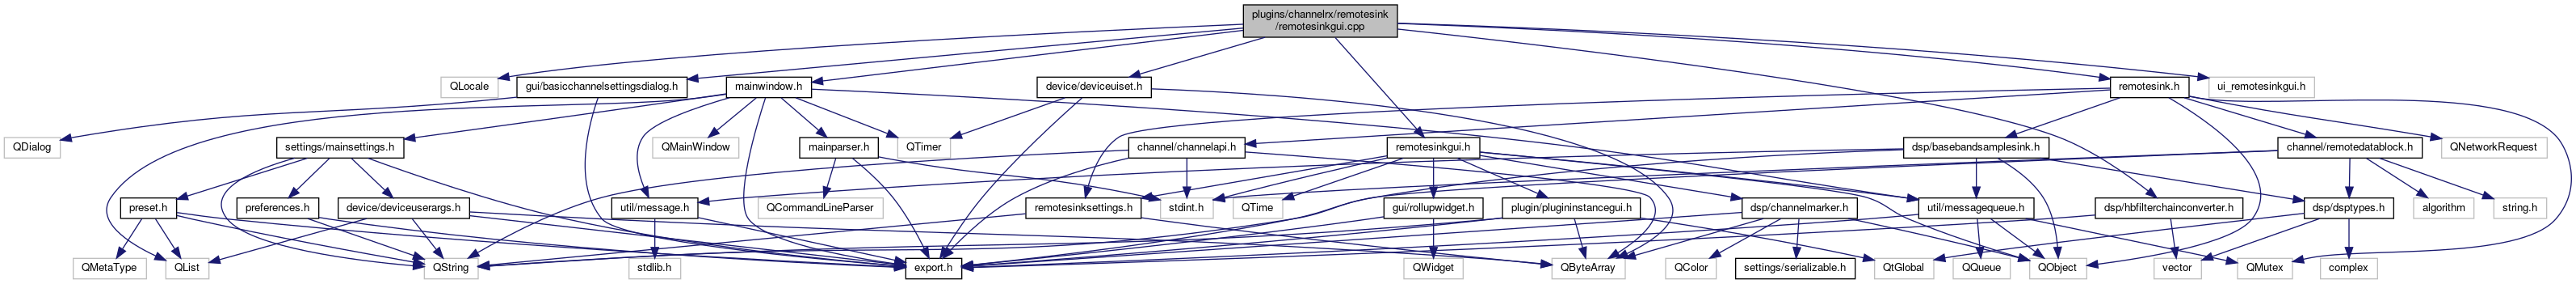 plugins/channelrx/remotesink
/remotesinkgui.cpp
QLocale
gui/basicchannelsettingsdialog.h
mainwindow.h
device/deviceuiset.h
remotesink.h
ui_remotesinkgui.h
QDialog
settings/mainsettings.h
QMainWindow
mainparser.h
QTimer
channel/channelapi.h
remotesinkgui.h
dsp/basebandsamplesink.h
channel/remotedatablock.h
QNetworkRequest
preset.h
preferences.h
device/deviceuserargs.h
util/message.h
QCommandLineParser
remotesinksettings.h
stdint.h
QTime
gui/rollupwidget.h
plugin/plugininstancegui.h
dsp/channelmarker.h
util/messagequeue.h
dsp/hbfilterchainconverter.h
dsp/dsptypes.h
algorithm
string.h
QMetaType
QList
QString
stdlib.h
export.h
QByteArray
QWidget
QColor
settings/serializable.h
QtGlobal
QQueue
QObject
vector
QMutex
complex